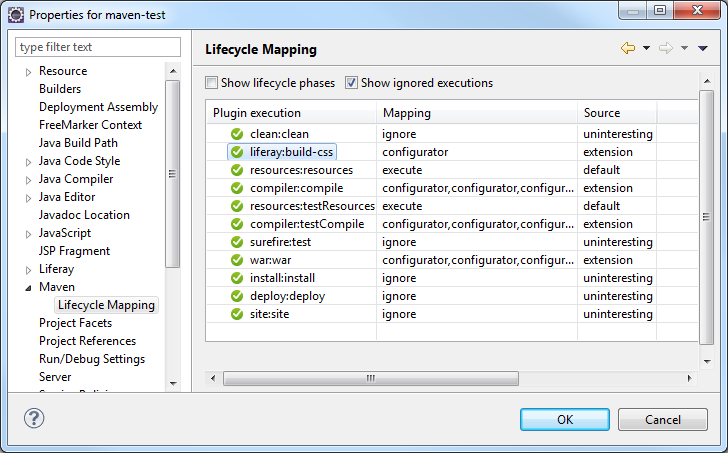 Properties for maven-test
type filter text
Resource
Builders
Deployment Assembly
FreeMarker Context
Java Build Path
Java Code Style
Java Compiler
Java Editor
Javadoc Location
JavaScript
JSP Fragment
Liferay
Maven
Lifecycle Mapping
Project Facets
Project References
Run/Debug Settings
Server
Lifecycle Mapping
Show lifecycle phases Show ignored executions
Plugin execution Mapping Source
clean:clean ignore uninteresting
liferay:build-css configurator extension
resources:resources execute default
compiler:compile configurator,configurator,configur... extension
resources:testResources execute default
compiler:testCompile configurator,configurator,configur... extension
surefire:test ignore uninteresting
war:war configurator,configurator,configur... extension
install:install ignore uninteresting
deploy:deploy ignore uninteresting
site:site ignore uninteresting
?
OK Cancel